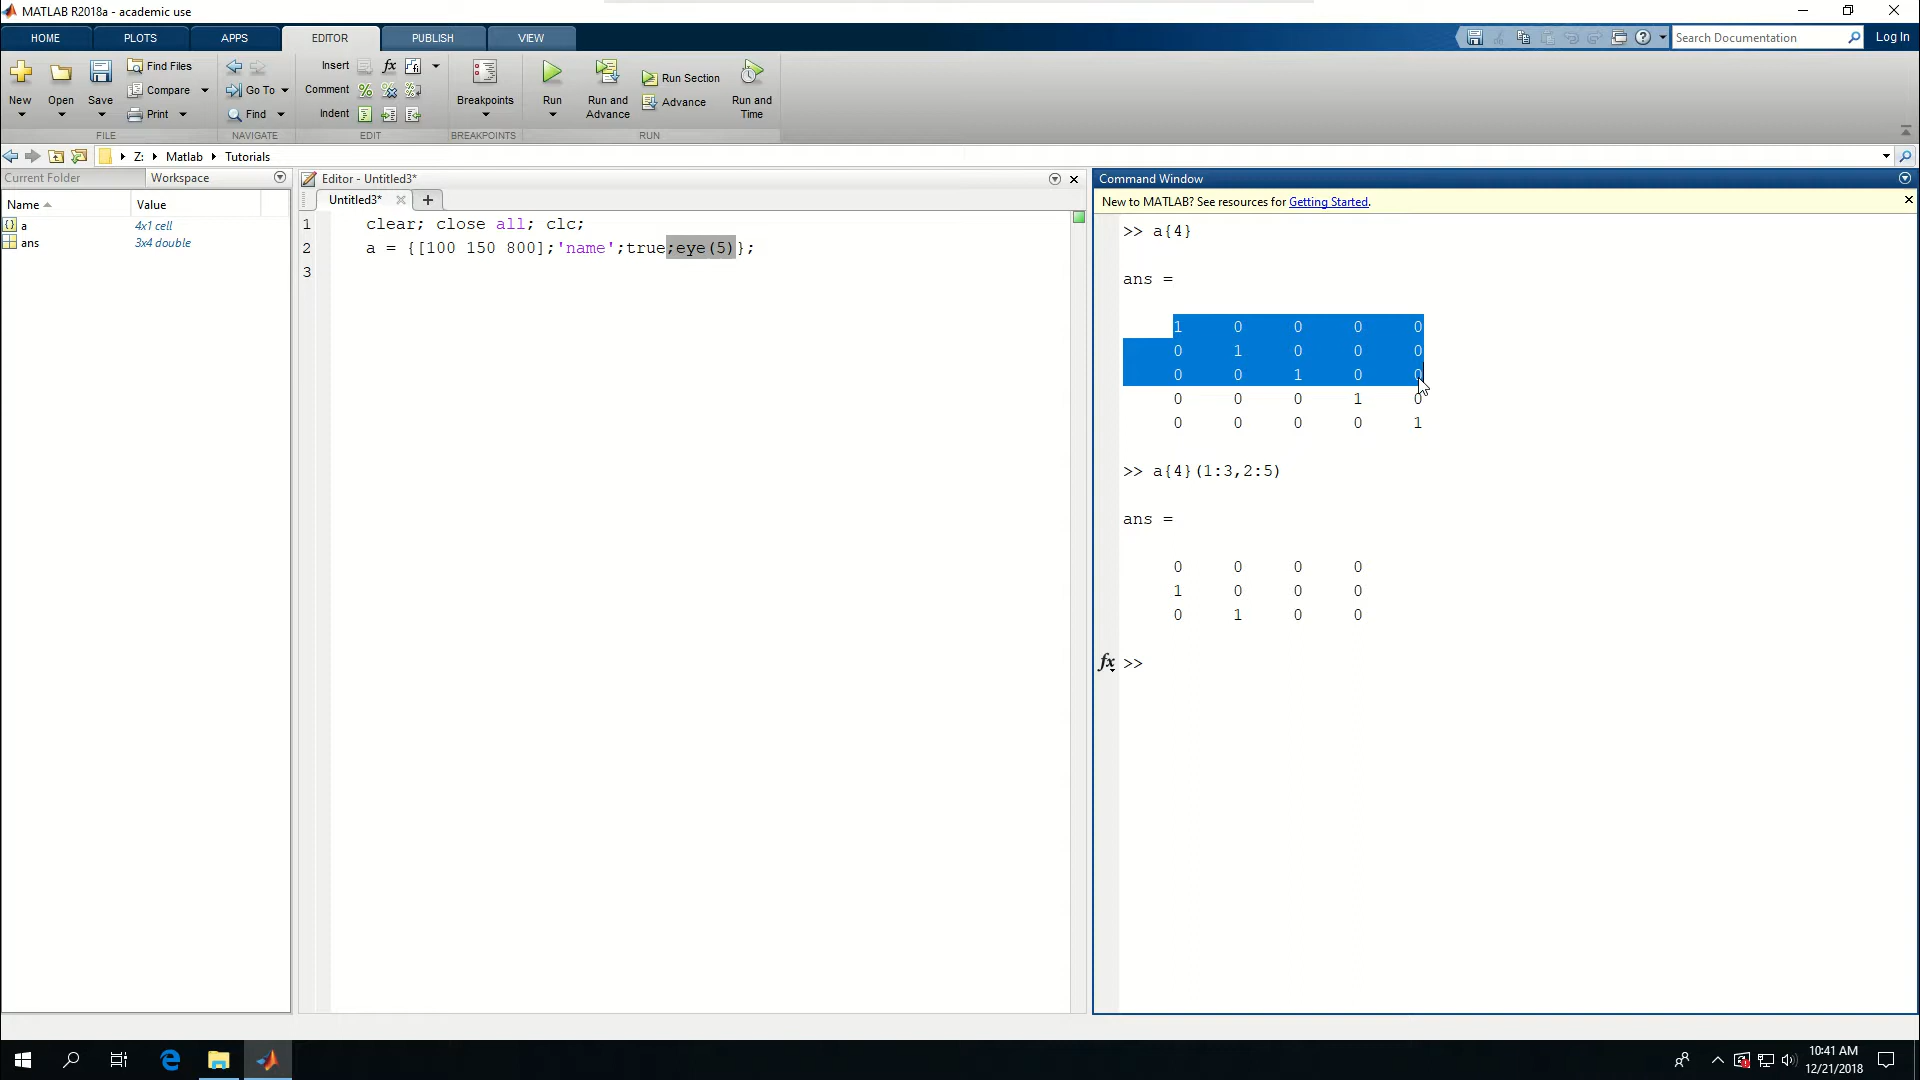 MATLAB R2018a - academic use
HOME PLOTS APPS EDITOR PUBLISH VIEW
Search Documentation
Log In
New Open Save
Find Files
Compare
Print
FILE
Go To
Find
NAVIGATE
Insert fx
Comment
Indent
EDIT
Breakpoints
BREAKPOINTS
Run
Run and Advance
Run Section
Advance
Run and Time
RUN
Z: Matlab Tutorials
Current Folder Workspace
Name Value
a 4x1 cell
ans 3x4 double
Editor - Untitled3*
Untitled3*
1 clear; close all; clc;
2 a = {[100 150 800];'name';true;eye(5)};
3
Command Window
New to MATLAB? See resources for Getting Started.
>> a{4}
ans =
1 0 0 0 0
0 1 0 0 0
0 0 1 0 0
0 0 0 1 0
0 0 0 0 1
>> a{4}(1:3,2:5)
ans =
0 0 0 0
1 0 0 0
0 1 0 0
fx >>
10:41 AM
12/21/2018